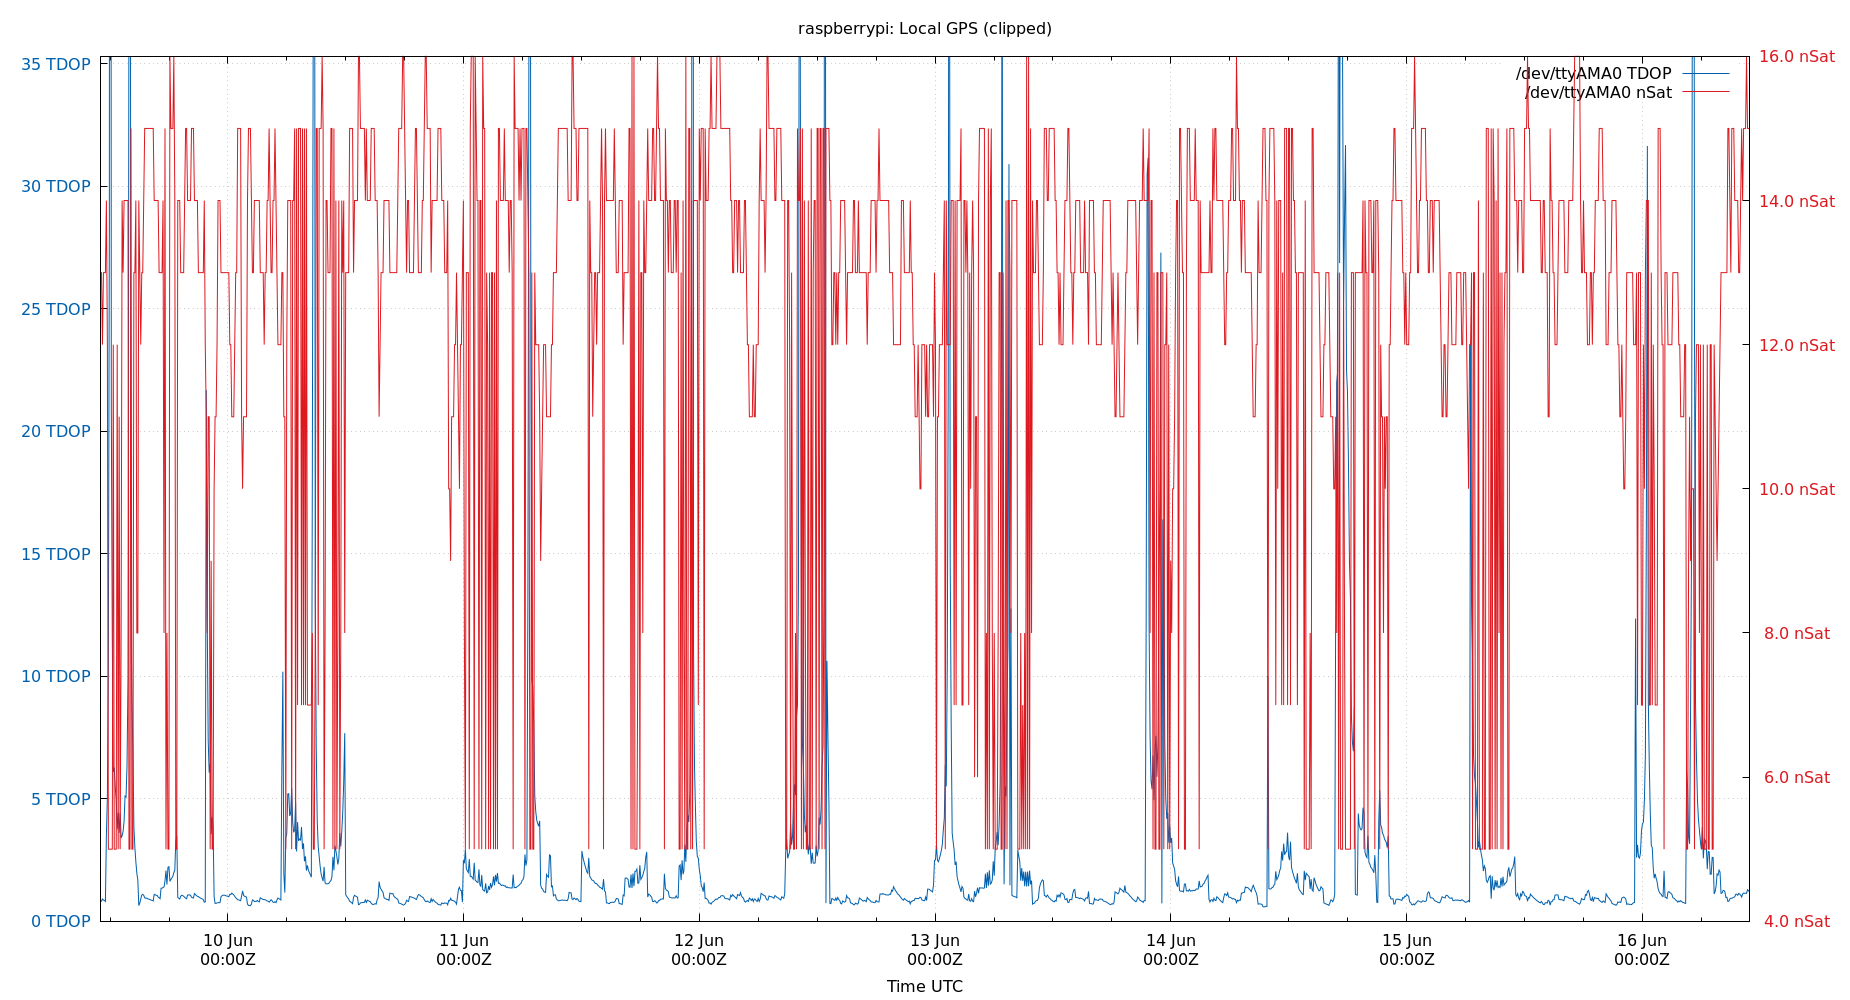 raspberrypi: Local GPS (clipped)
35 TDOP
30 TDOP
25 TDOP
20 TDOP
15 TDOP
10 TDOP
5 TDOP
0 TDOP
16.0 nSat
14.0 nSat
12.0 nSat
10.0 nSat
8.0 nSat
6.0 nSat
4.0 nSat
/dev/ttyAMA0 TDOP
/dev/ttyAMA0 nSat
10 Jun
00:00Z
11 Jun
00:00Z
12 Jun
00:00Z
13 Jun
00:00Z
14 Jun
00:00Z
15 Jun
00:00Z
16 Jun
00:00Z
Time UTC